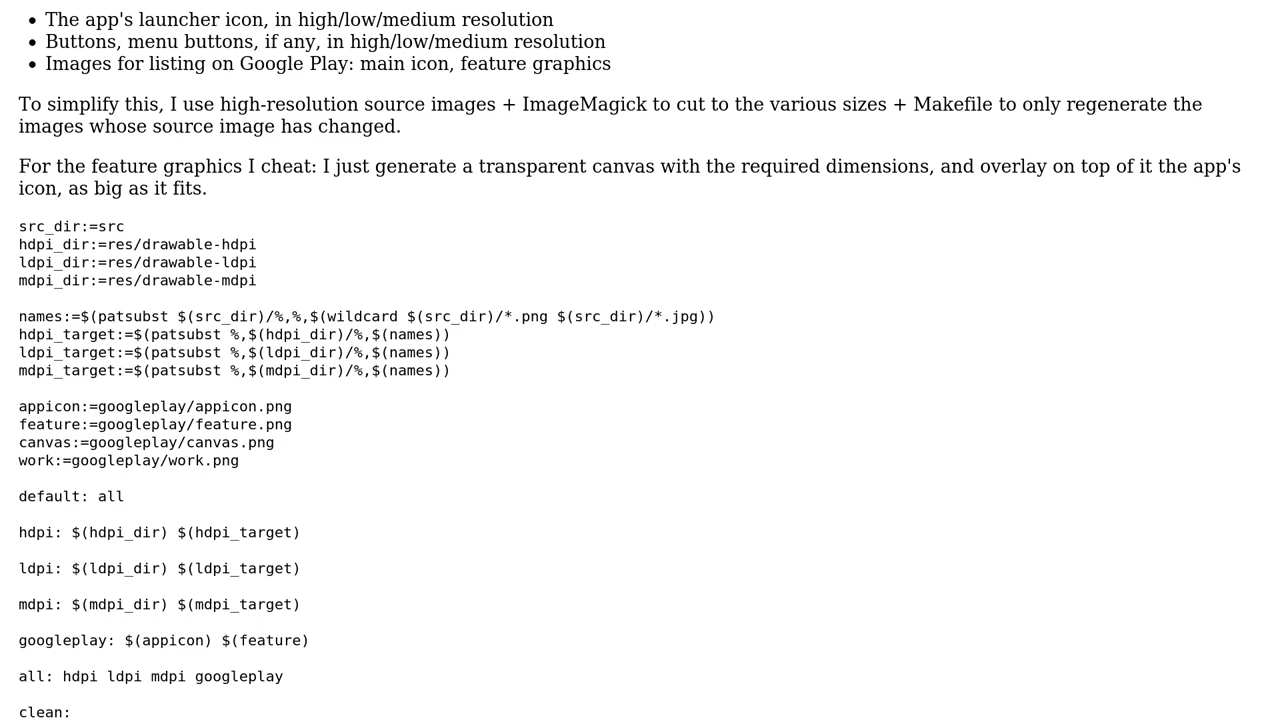 • The app's launcher icon, in high/low/medium resolution
• Buttons, menu buttons, if any, in high/low/medium resolution
• Images for listing on Google Play: main icon, feature graphics
To simplify this, I use high-resolution source images + ImageMagick to cut to the various sizes + Makefile to only regenerate the
images whose source image has changed.
For the feature graphics I cheat: I just generate a transparent canvas with the required dimensions, and overlay on top of it the app's
icon, as big as it fits.
src_dir:=src
hdpi_dir:=res/drawable-hdpi
ldpi_dir:=res/drawable-ldpi
mdpi_dir:=res/drawable-mdpi
names:=$(patsubst $(src_dir)/%,%,$(wildcard $(src_dir)/*.png $(src_dir)/*.jpg))
hdpi_target:=$(patsubst %,$(hdpi_dir)/%,$(names))
ldpi_target:=$(patsubst %,$(ldpi_dir)/%,$(names))
mdpi_target:=$(patsubst %,$(mdpi_dir)/%,$(names))
appicon:=googleplay/appicon.png
feature:=googleplay/feature.png
canvas:=googleplay/canvas.png
work:=googleplay/work.png
default: all
hdpi: $(hdpi_dir) $(hdpi_target)
ldpi: $(ldpi_dir) $(ldpi_target)
mdpi: $(mdpi_dir) $(mdpi_target)
googleplay: $(appicon) $(feature)
all: hdpi ldpi mdpi googleplay
clean: